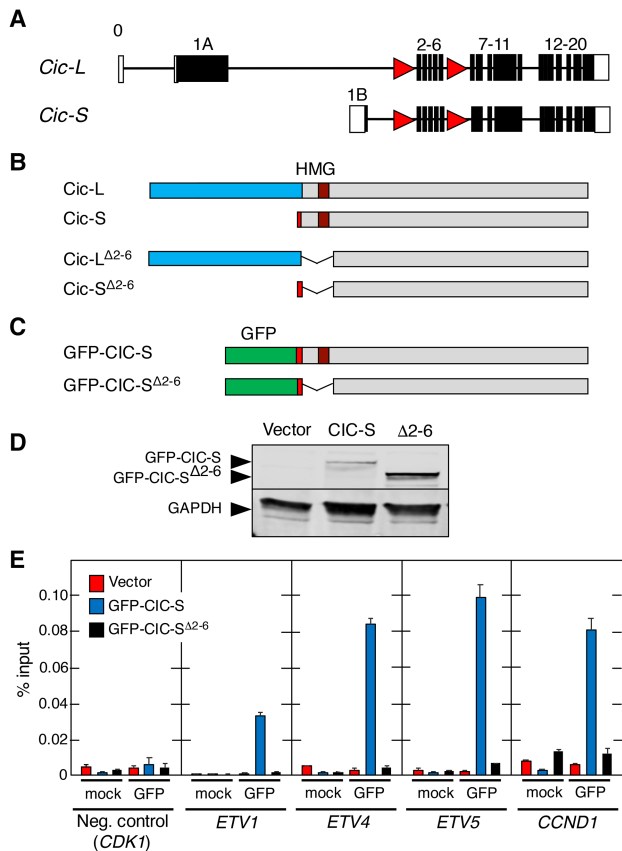 A
0
1A
2-6
7-11
12-20
Cic-L
1B
Cic-S
B
HMG
Cic-L
Cic-S
Cic-LΔ2-6
Cic-SΔ2-6
C
GFP
GFP-CIC-S
GFP-CIC-SΔ2-6
D
Vector CIC-S Δ2-6
GFP-CIC-S
GFP-CIC-SΔ2-6
GAPDH
E
Vector
GFP-CIC-S
GFP-CIC-SΔ2-6
% input
0.10
0.08
0.06
0.04
0.02
0
mock GFP mock GFP mock GFP mock GFP mock GFP
Neg. control
(CDK1)
ETV1
ETV4
ETV5
CCND1